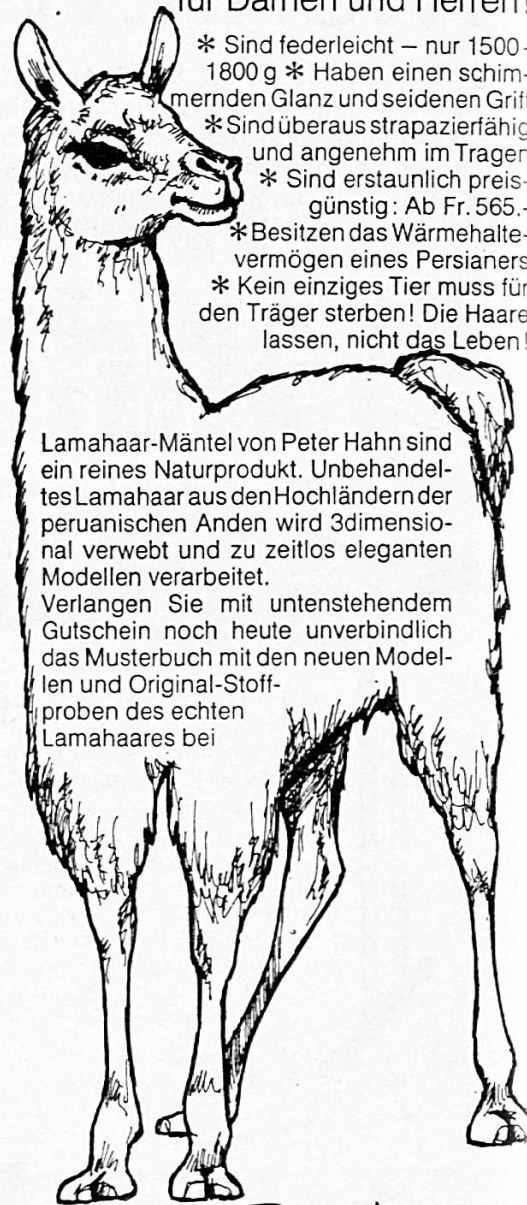 für Damen und Herren!
* Sind federleicht – nur 1500-
1800 g * Haben einen schim-
mernden Glanz und seidenen Griff
* Sind überaus strapazierfähig
und angenehm im Tragen
* Sind erstaunlich preis-
günstig: Ab Fr. 565.-
* Besitzen das Wärmehalte-
vermögen eines Persianers
* Kein einziges Tier muss für
den Träger sterben! Die Haare
lassen, nicht das Leben!
Lamahaar-Mäntel von Peter Hahn sind
ein reines Naturprodukt. Unbehandel-
tes Lamahaar aus den Hochländern der
peruanischen Anden wird 3dimensio-
nal verwebt und zu zeitlos eleganten
Modellen verarbeitet.
Verlangen Sie mit untenstehendem
Gutschein noch heute unverbindlich
das Musterbuch mit den neuen Model-
len und Original-Stoff-
proben des echten
Lamahaares bei